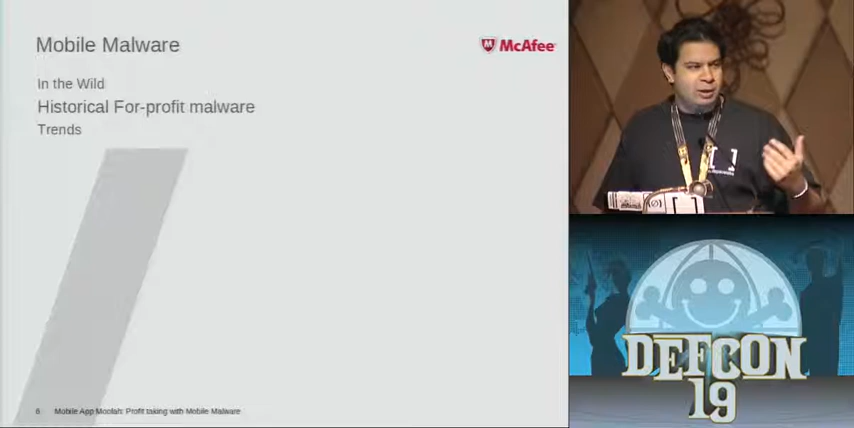 Mobile Malware
McAfee
In the Wild
Historical For-profit malware
Trends
6 Mobile App Moolah: Profit taking with Mobile Malware
DEFCON
19